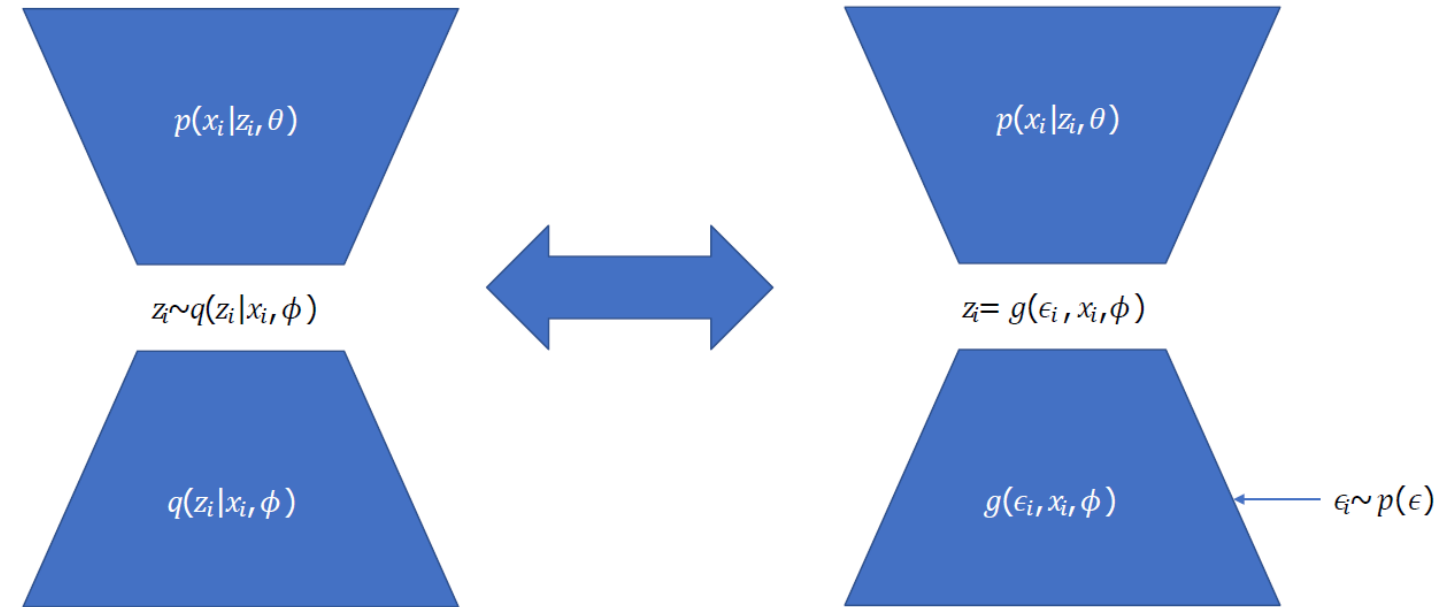 p(xᵢ|zᵢ, θ)
p(xᵢ|zᵢ, θ)
zᵢ~q(zᵢ|xᵢ, ϕ)
zᵢ= g(ϵᵢ, xᵢ, ϕ)
q(zᵢ|xᵢ, ϕ)
g(ϵᵢ, xᵢ, ϕ)
ϵᵢ~ p(ϵ)